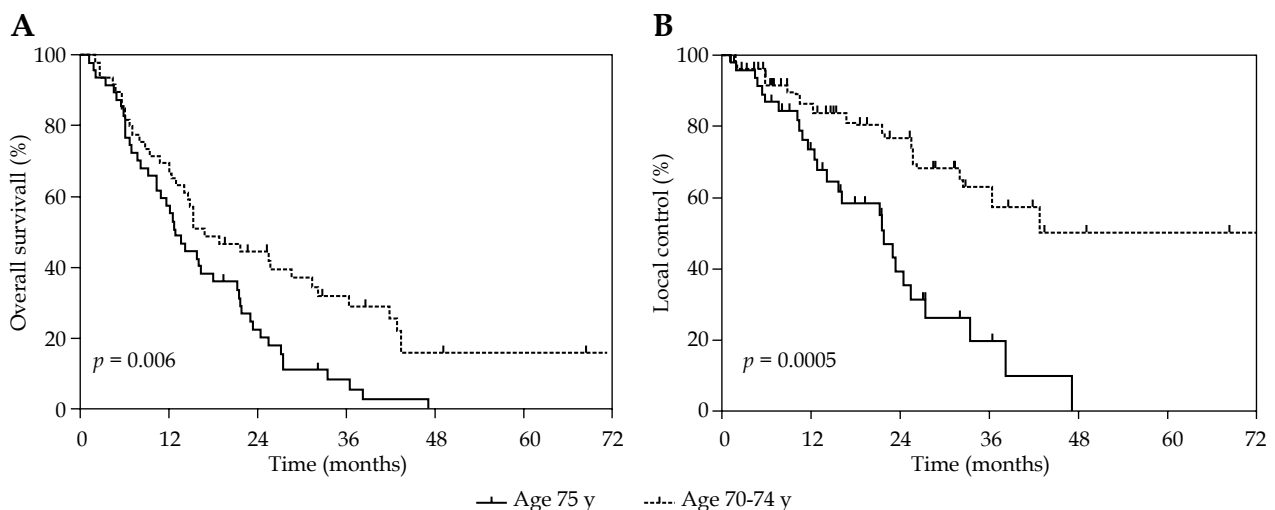 A
Overall survivall (%)
100
80
60
40
20
0
p = 0.006
0 12 24 36 48 60 72
Time (months)
B
Local control (%)
100
80
60
40
20
0
p = 0.0005
0 12 24 36 48 60 72
Time (months)
Age 75 y Age 70-74 y